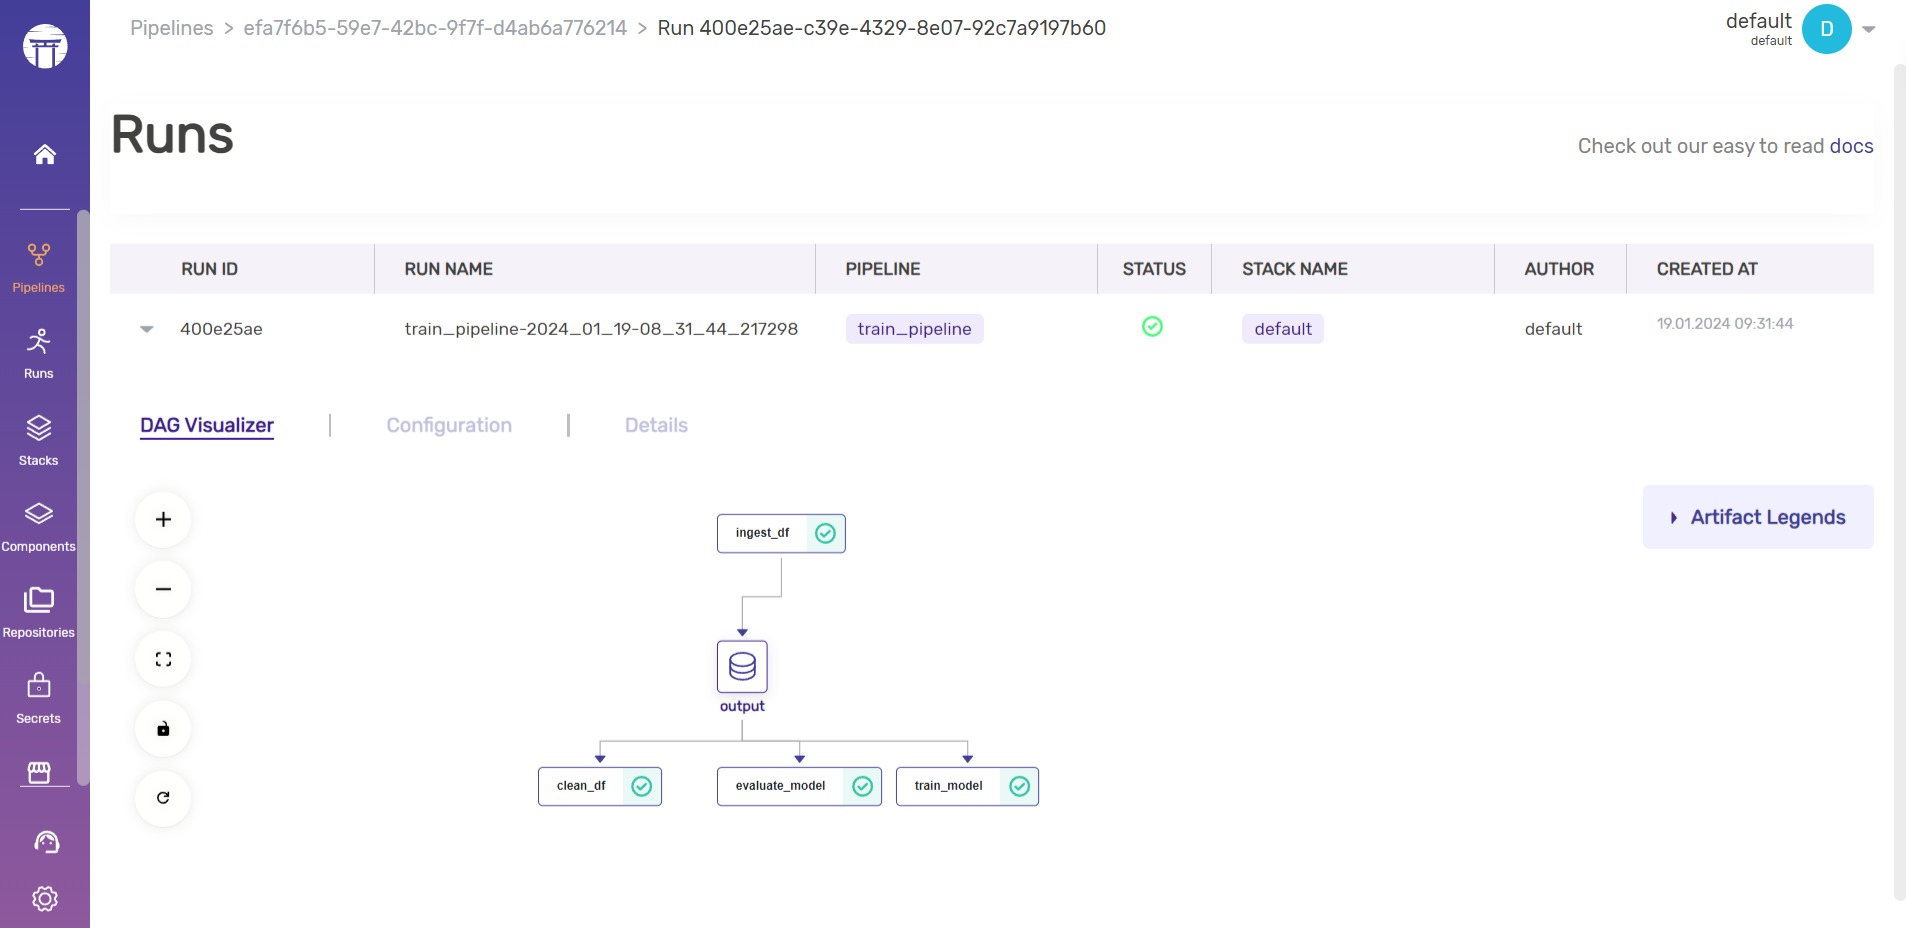 Pipelines > efa7f6b5-59e7-42bc-9f7f-d4ab6a776214 > Run 400e25ae-c39e-4329-8e07-92c7a9197b60
default
default
D
Runs
Check out our easy to read docs
RUN ID RUN NAME PIPELINE STATUS STACK NAME AUTHOR CREATED AT
400e25ae train_pipeline-2024_01_19-08_31_44_217298 train_pipeline default default 19.01.2024 09:31:44
DAG Visualizer | Configuration | Details
Artifact Legends
ingest_df
output
clean_df evaluate_model train_model
Pipelines
Runs
Stacks
Components
Repositories
Secrets